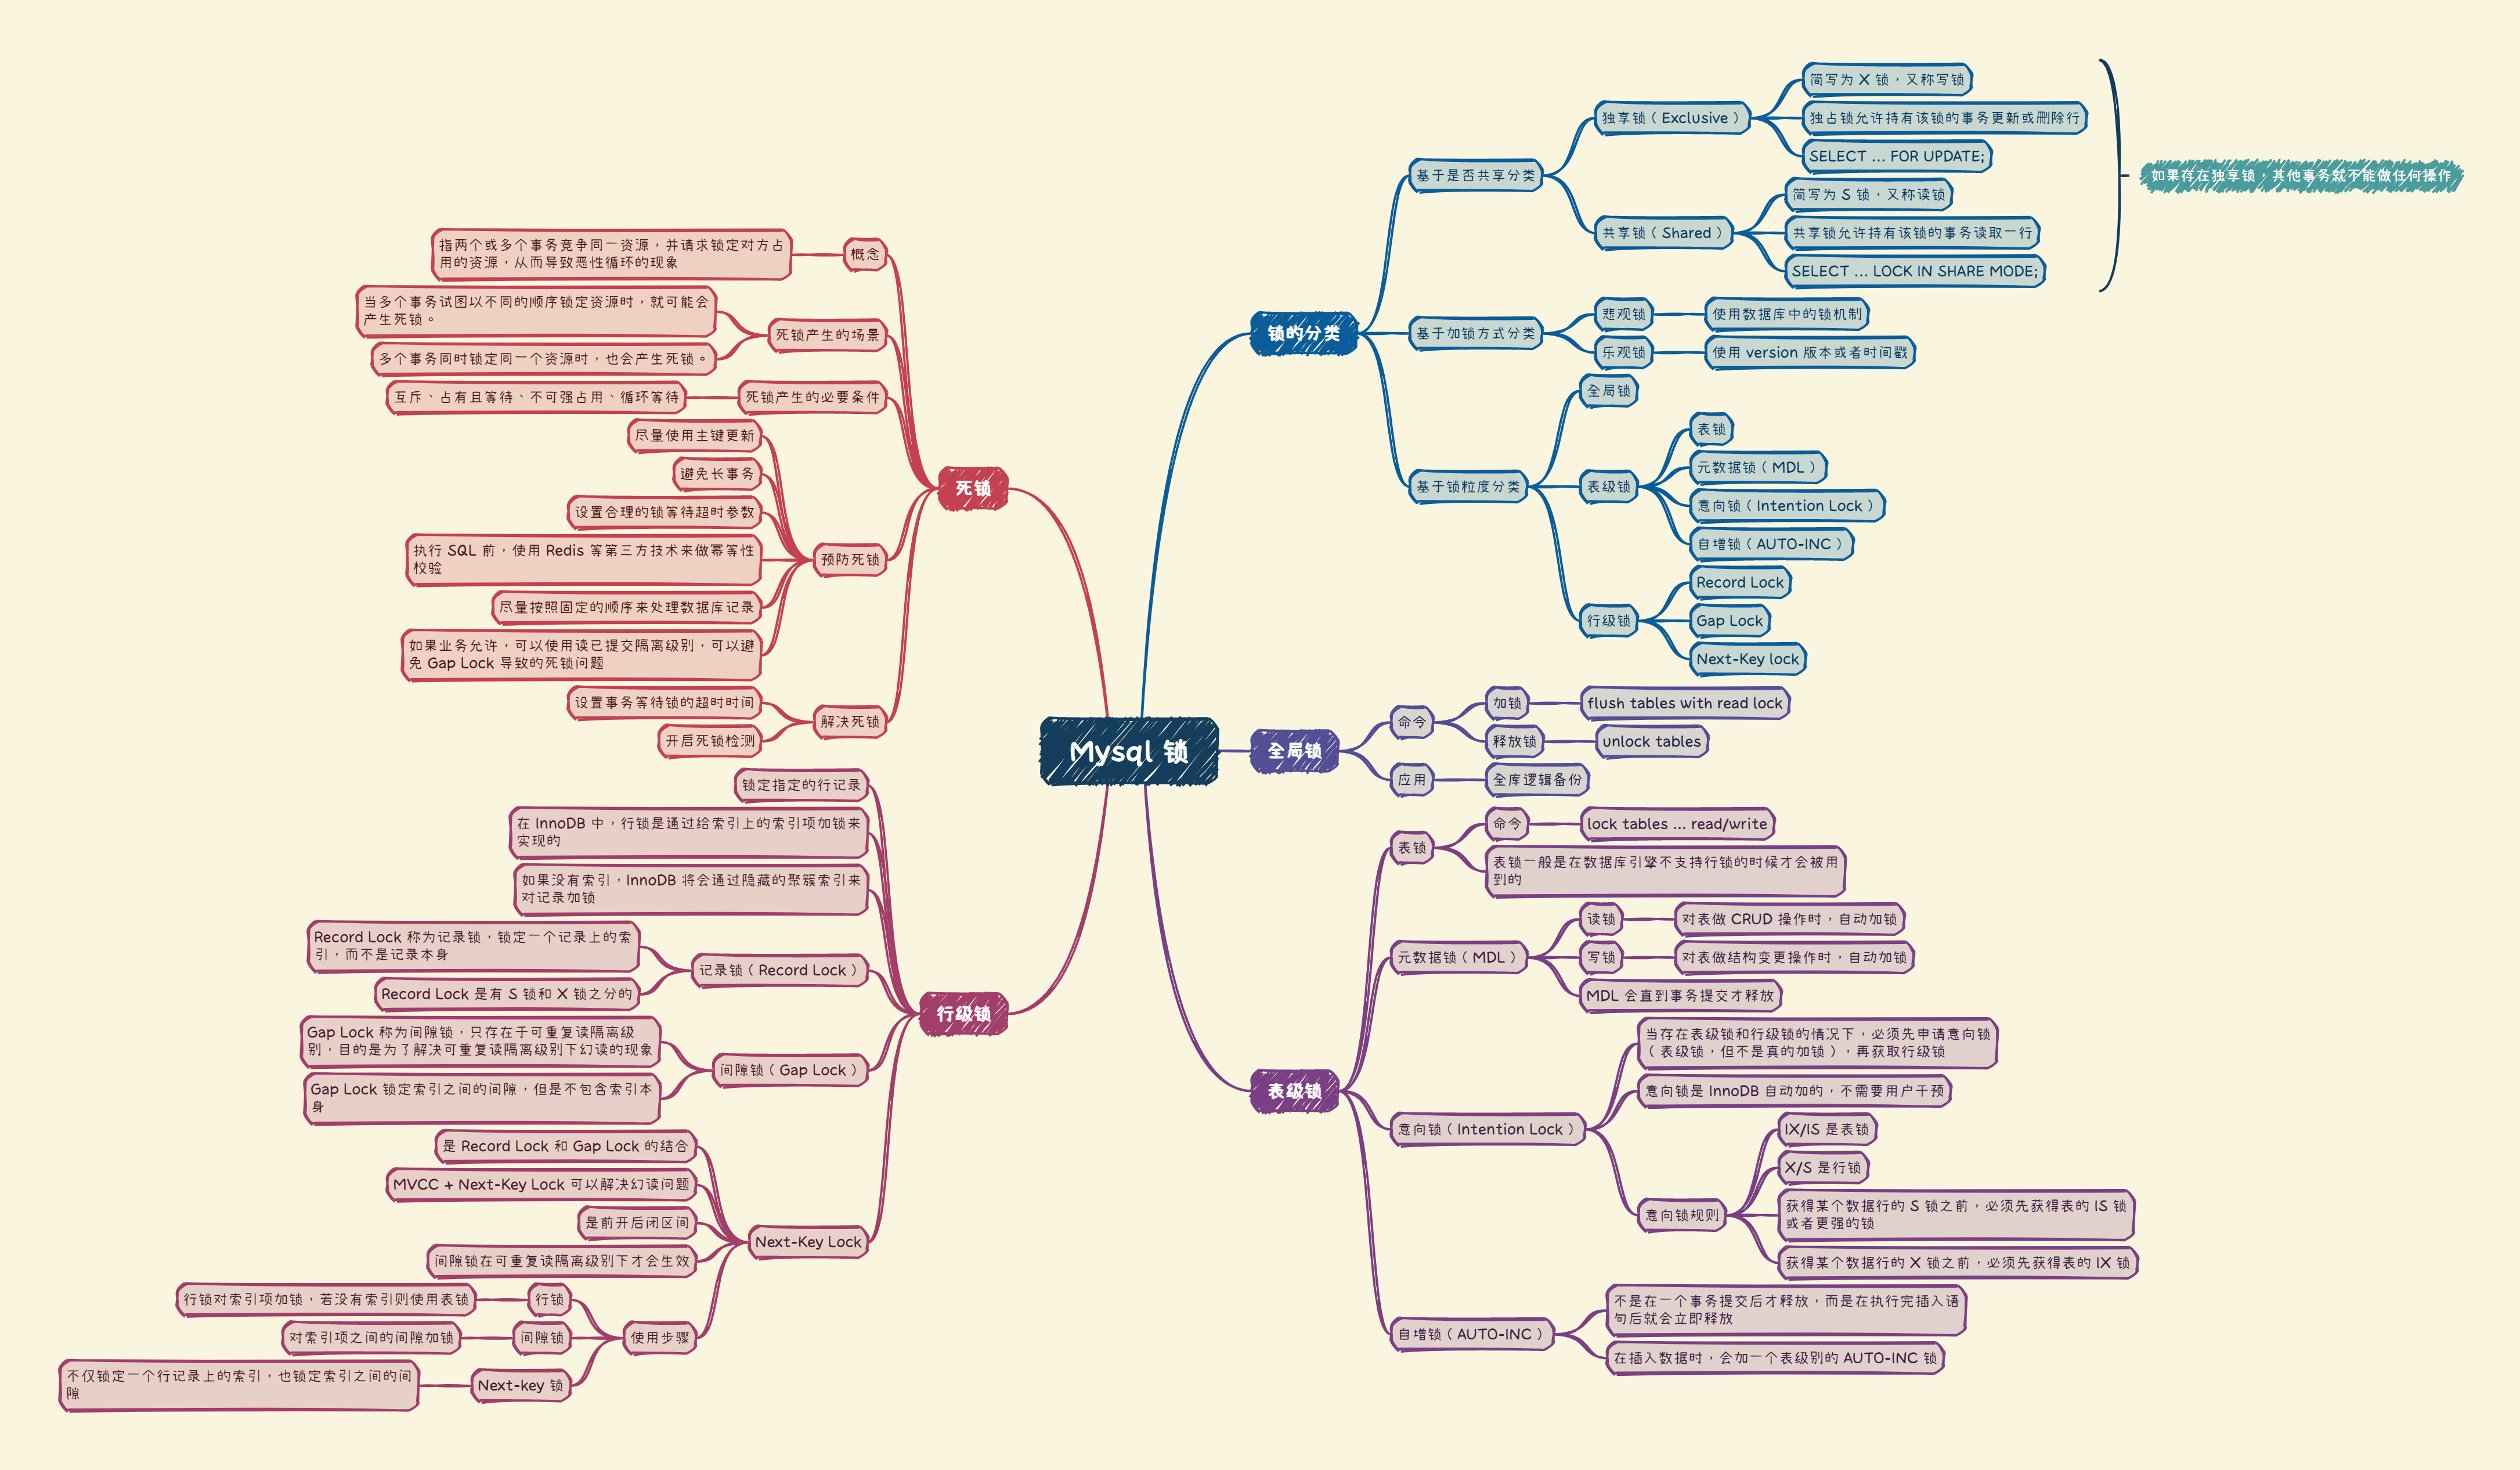 Mysql 锁
锁的分类
基于是否共享分类
独享锁（Exclusive）
简写为 X 锁，又称写锁
独占锁允许持有该锁的事务更新或删除行
SELECT ... FOR UPDATE;
共享锁（Shared）
简写为 S 锁，又称读锁
共享锁允许持有该锁的事务读取一行
SELECT ... LOCK IN SHARE MODE;
如果存在独享锁，其他事务就不能做任何操作
基于加锁方式分类
悲观锁
使用数据库中的锁机制
乐观锁
使用 version 版本或者时间戳
基于锁粒度分类
全局锁
表级锁
表锁
元数据锁（MDL）
意向锁（Intention Lock）
自增锁（AUTO-INC）
行级锁
Record Lock
Gap Lock
Next-Key lock
全局锁
命令
加锁
flush tables with read lock
释放锁
unlock tables
应用
全库逻辑备份
表级锁
表锁
命令
lock tables ... read/write
表锁一般是在数据库引擎不支持行锁的时候才会被用
到的
元数据锁（MDL）
读锁
对表做 CRUD 操作时，自动加锁
写锁
对表做结构变更操作时，自动加锁
MDL 会直到事务提交才释放
意向锁（Intention Lock）
当存在表级锁和行级锁的情况下，必须先申请意向锁
（表级锁，但不是真的加锁），再获取行级锁
意向锁是 InnoDB 自动加的，不需要用户干预
意向锁规则
IX/IS 是表锁
X/S 是行锁
获得某个数据行的 S 锁之前，必须先获得表的 IS 锁
或者更强的锁
获得某个数据行的 X 锁之前，必须先获得表的 IX 锁
自增锁（AUTO-INC）
不是在一个事务提交后才释放，而是在执行完插入语
句后就会立即释放
在插入数据时，会加一个表级别的 AUTO-INC 锁
死锁
概念
指两个或多个事务竞争同一资源，并请求锁定对方占
用的资源，从而导致恶性循环的现象
死锁产生的场景
当多个事务试图以不同的顺序锁定资源时，就可能会
产生死锁。
多个事务同时锁定同一个资源时，也会产生死锁。
死锁产生的必要条件
互斥、占有且等待、不可强占用、循环等待
预防死锁
尽量使用主键更新
避免长事务
设置合理的锁等待超时参数
执行 SQL 前，使用 Redis 等第三方技术来做幂等性
校验
尽量按照固定的顺序来处理数据库记录
如果业务允许，可以使用读已提交隔离级别，可以避
免 Gap Lock 导致的死锁问题
解决死锁
设置事务等待锁的超时时间
开启死锁检测
行级锁
锁定指定的行记录
在 InnoDB 中，行锁是通过给索引上的索引项加锁来
实现的
如果没有索引，InnoDB 将会通过隐藏的聚簇索引来
对记录加锁
记录锁（Record Lock）
Record Lock 称为记录锁，锁定一个记录上的索
引，而不是记录本身
Record Lock 是有 S 锁和 X 锁之分的
间隙锁（Gap Lock）
Gap Lock 称为间隙锁，只存在于可重复读隔离级
别，目的是为了解决可重复读隔离级别下幻读的现象
Gap Lock 锁定索引之间的间隙，但是不包含索引本
身
Next-Key Lock
是 Record Lock 和 Gap Lock 的结合
MVCC + Next-Key Lock 可以解决幻读问题
是前开后闭区间
间隙锁在可重复读隔离级别下才会生效
使用步骤
行锁
行锁对索引项加锁，若没有索引则使用表锁
间隙锁
对索引项之间的间隙加锁
Next-key 锁
不仅锁定一个行记录上的索引，也锁定索引之间的间
隙